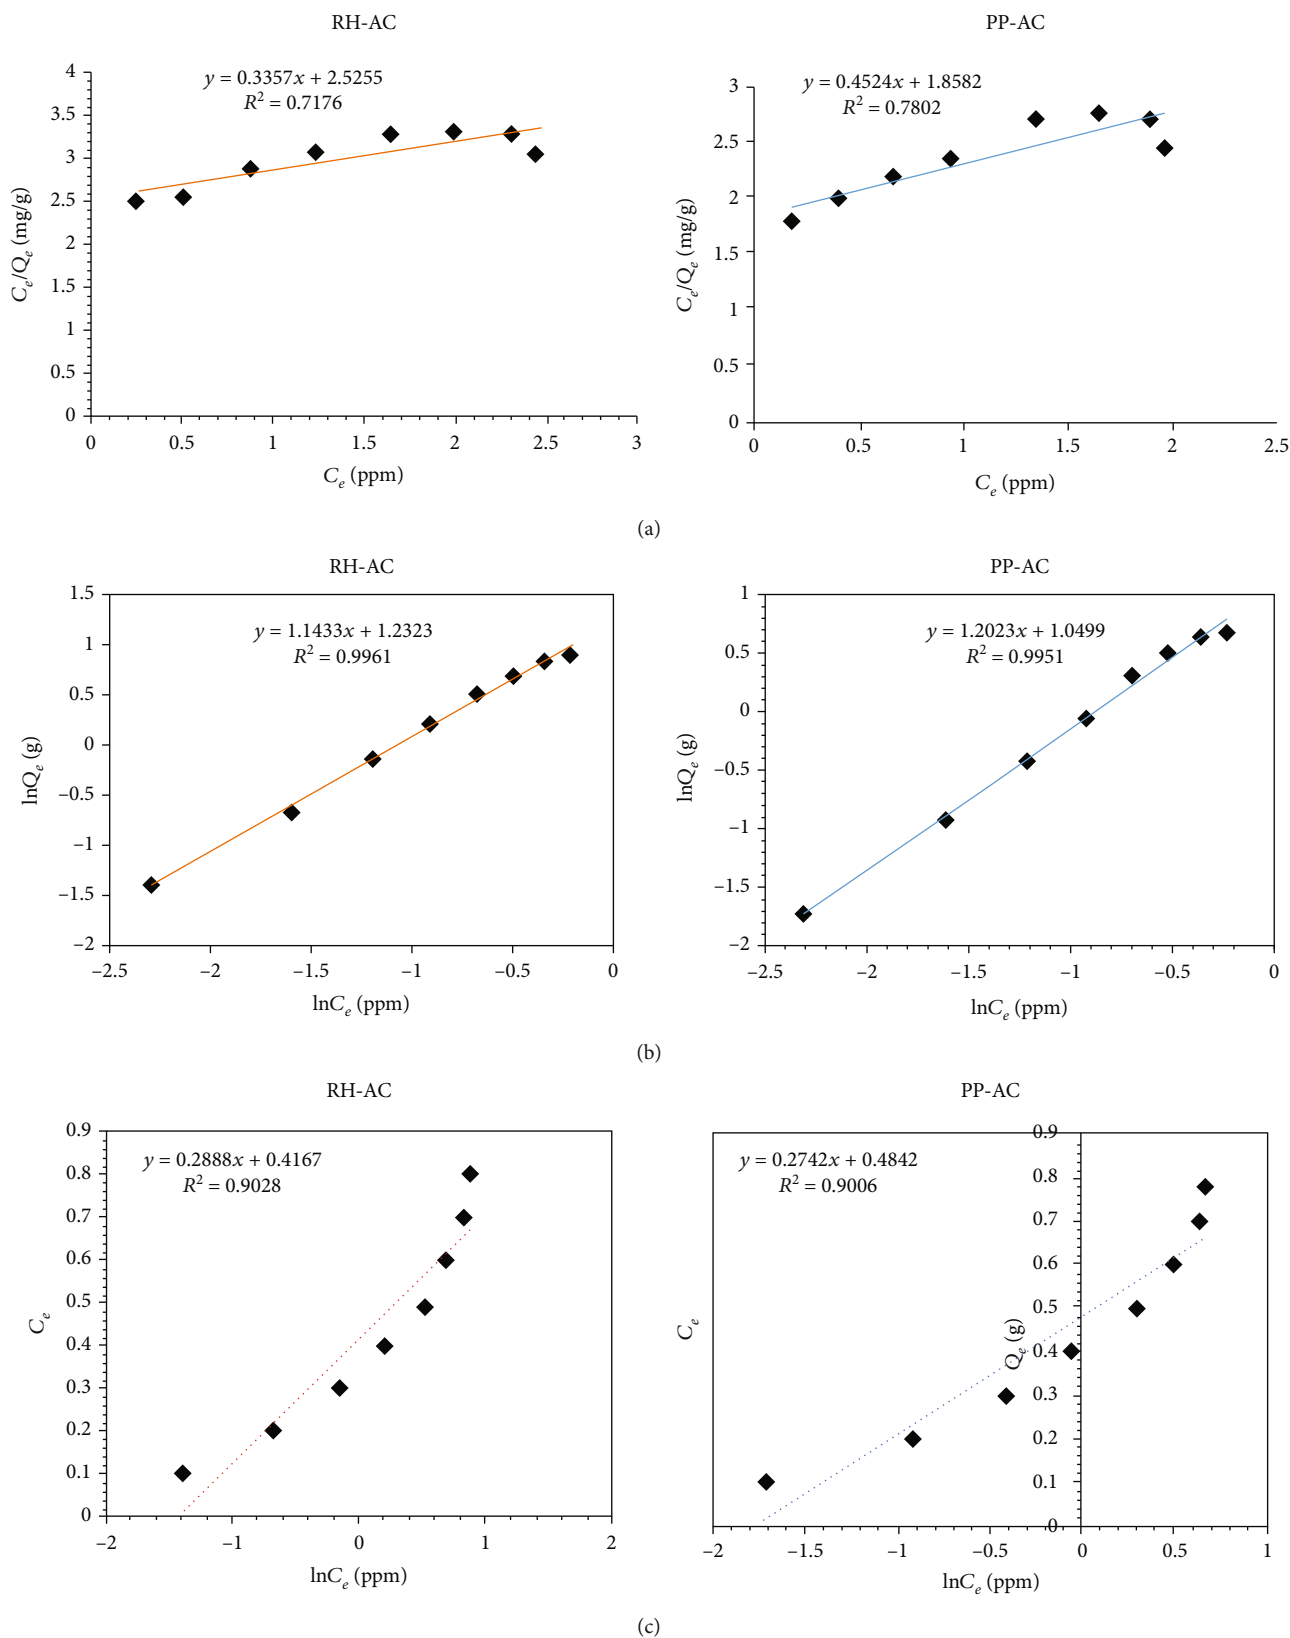 RH-AC
y = 0.3357x + 2.5255
R² = 0.7176
4
3.5
3
2.5
2
1.5
1
0.5
0
Cₑ/Qₑ (mg/g)
0 0.5 1 1.5 2 2.5 3
Cₑ (ppm)
PP-AC
y = 0.4524x + 1.8582
R² = 0.7802
3
2.5
2
1.5
1
0.5
0
Cₑ/Qₑ (mg/g)
0 0.5 1 1.5 2 2.5
Cₑ (ppm)
(a)
RH-AC
y = 1.1433x + 1.2323
R² = 0.9961
1.5
1
0.5
0
–0.5
–1
–1.5
–2
lnQₑ (g)
–2.5 –2 –1.5 –1 –0.5 0
lnCₑ (ppm)
PP-AC
y = 1.2023x + 1.0499
R² = 0.9951
1
0.5
0
–0.5
–1
–1.5
–2
lnQₑ (g)
–2.5 –2 –1.5 –1 –0.5 0
lnCₑ (ppm)
(b)
RH-AC
y = 0.2888x + 0.4167
R² = 0.9028
0.9
0.8
0.7
0.6
0.5
0.4
0.3
0.2
0.1
0
Cₑ
–2 –1 0 1 2
lnCₑ (ppm)
PP-AC
y = 0.2742x + 0.4842
R² = 0.9006
0.9
0.8
0.7
0.6
0.5
0.4
0.3
0.2
0.1
0
Cₑ
Qₑ (g)
–2 –1.5 –1 –0.5 0 0.5 1
lnCₑ (ppm)
(c)